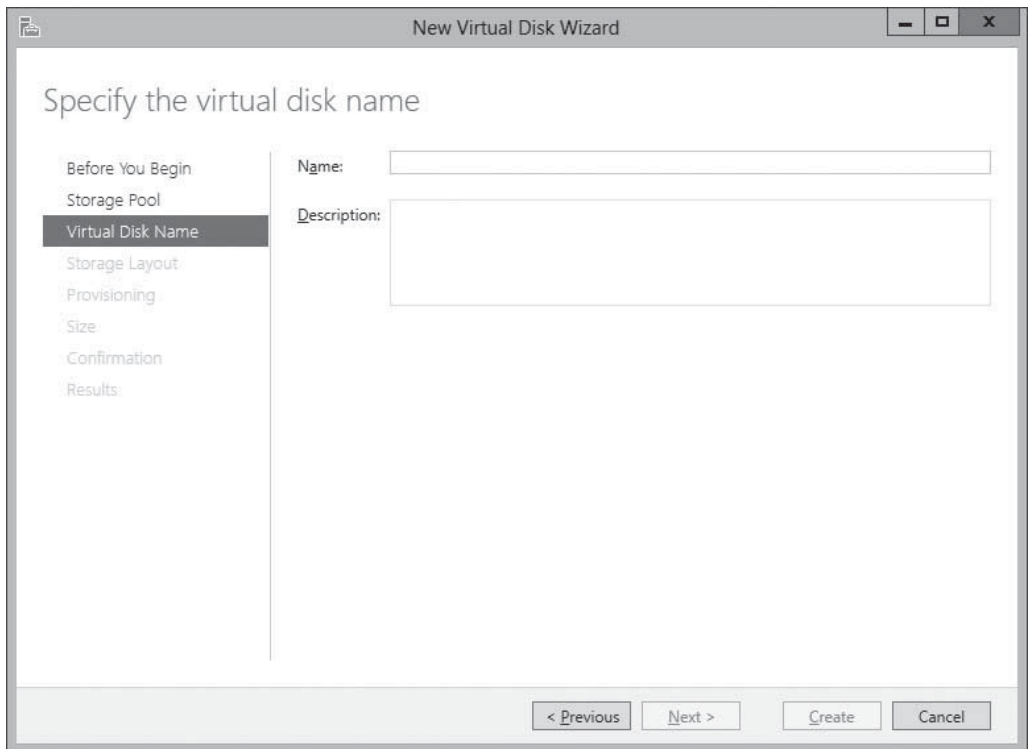 New Virtual Disk Wizard
Specify the virtual disk name
Before You Begin
Storage Pool
Virtual Disk Name
Storage Layout
Provisioning
Size
Confirmation
Results
Name:
Description:
< Previous
Next >
Create
Cancel